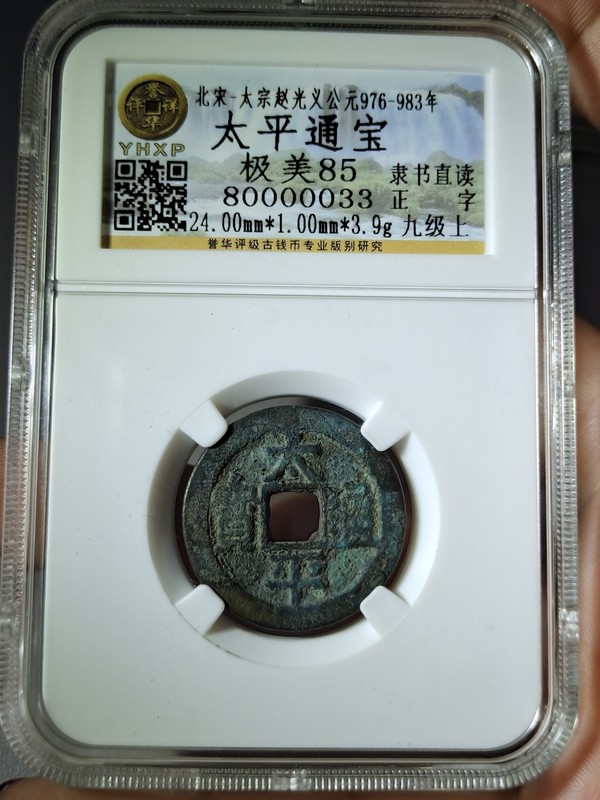 北宋-太宗赵光义公元976-983年
太平通宝
YHXP
极美85 隶书直读
80000033 正 字
24.00mm*1.00mm*3.9g 九级上
誉华评级古钱币专业版别研究
太
平